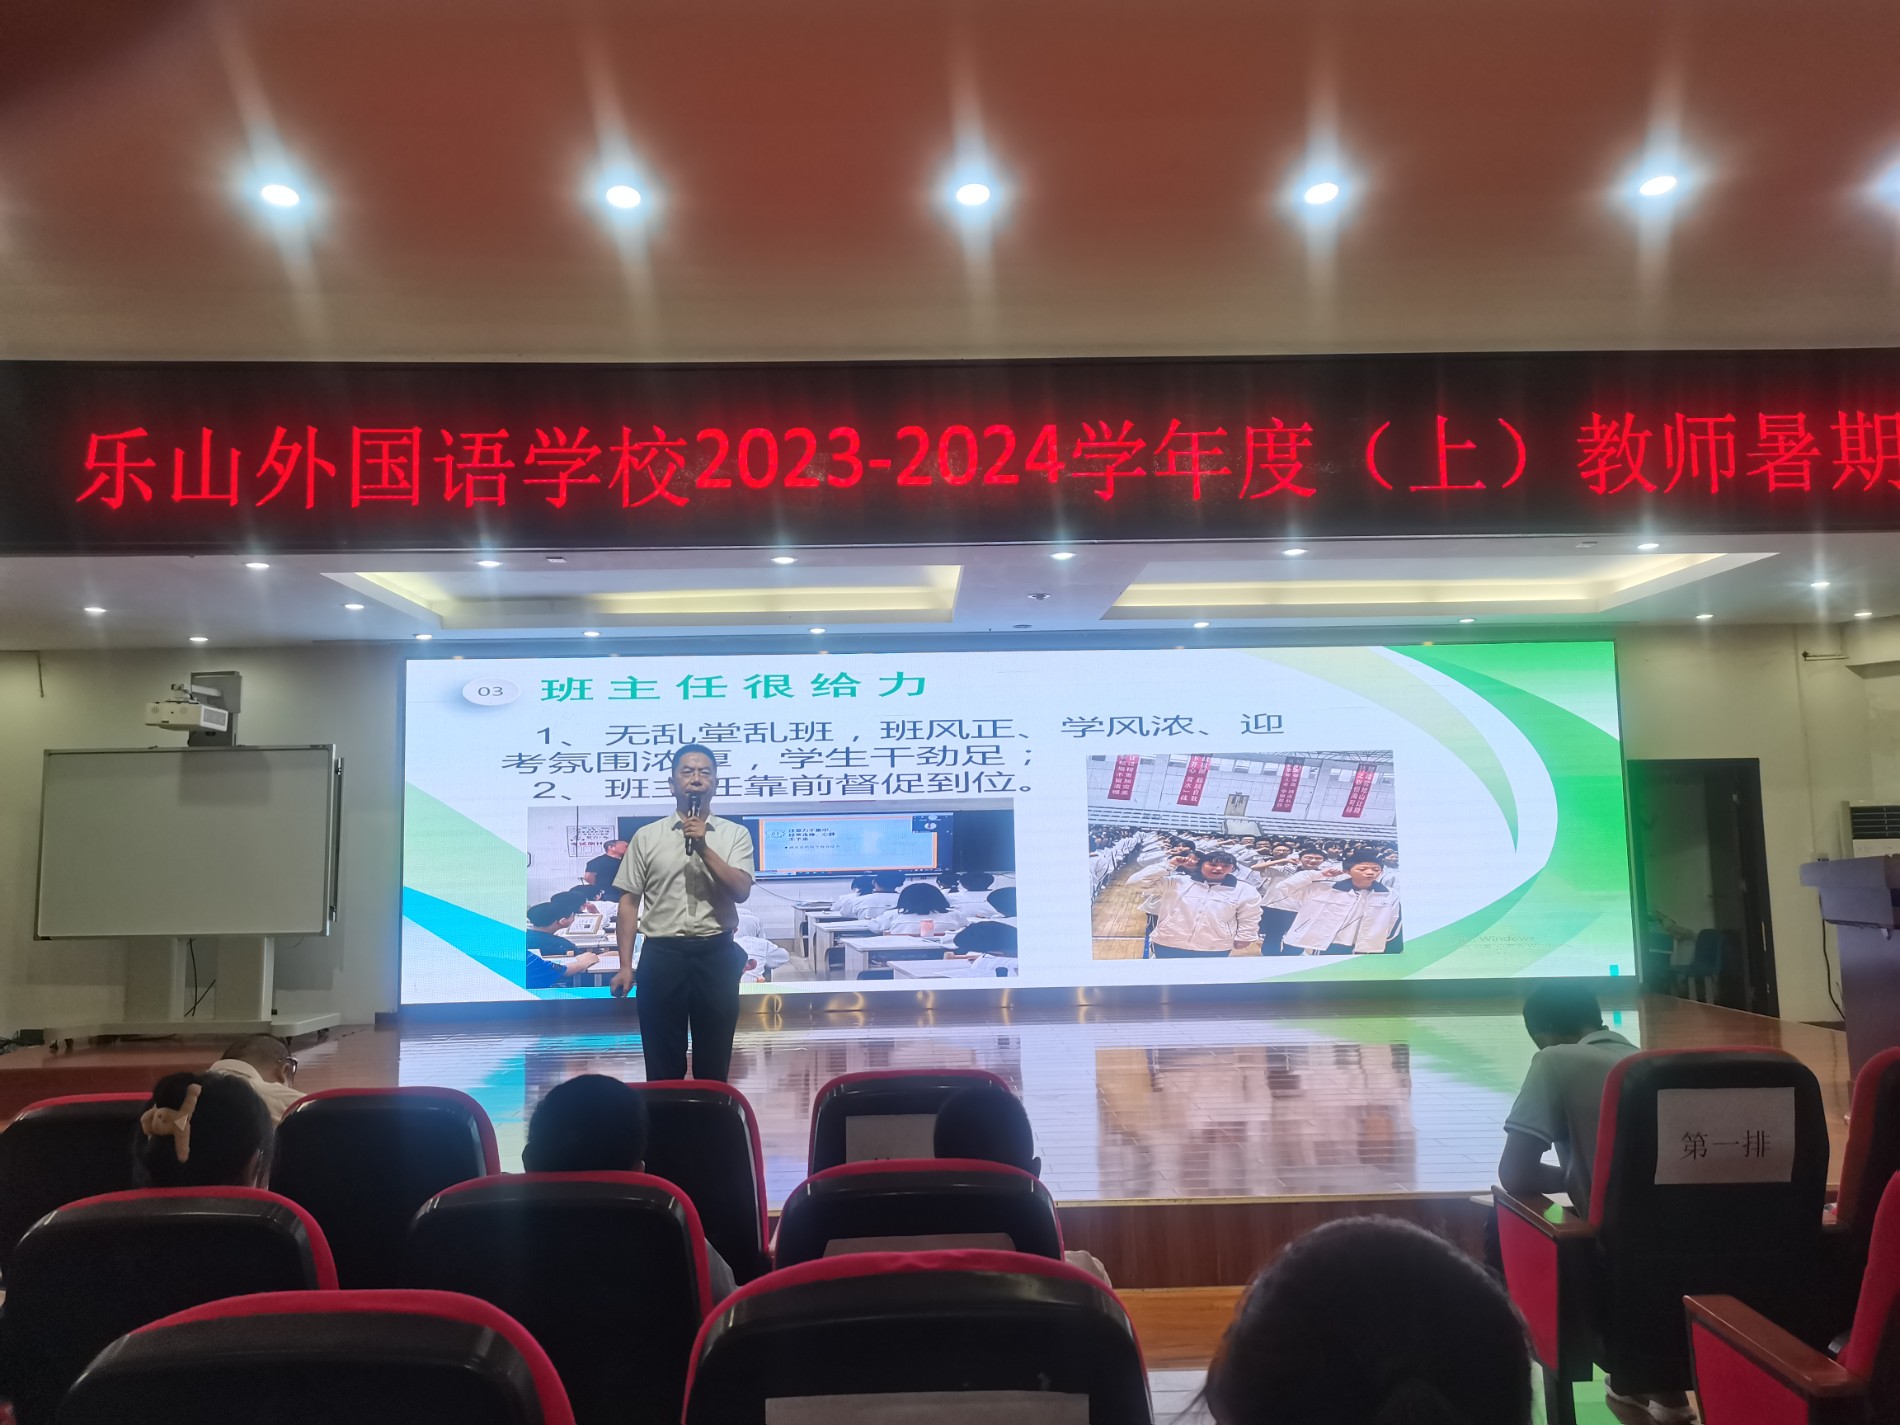 乐山外国语学校2023-2024学年度（上）教师暑期
03
班主任很给力
1、无乱堂乱班，班风正、学风浓、迎
考氛围浓厚，学生干劲足；
2、班主任靠前督促到位。
Windows
第一排